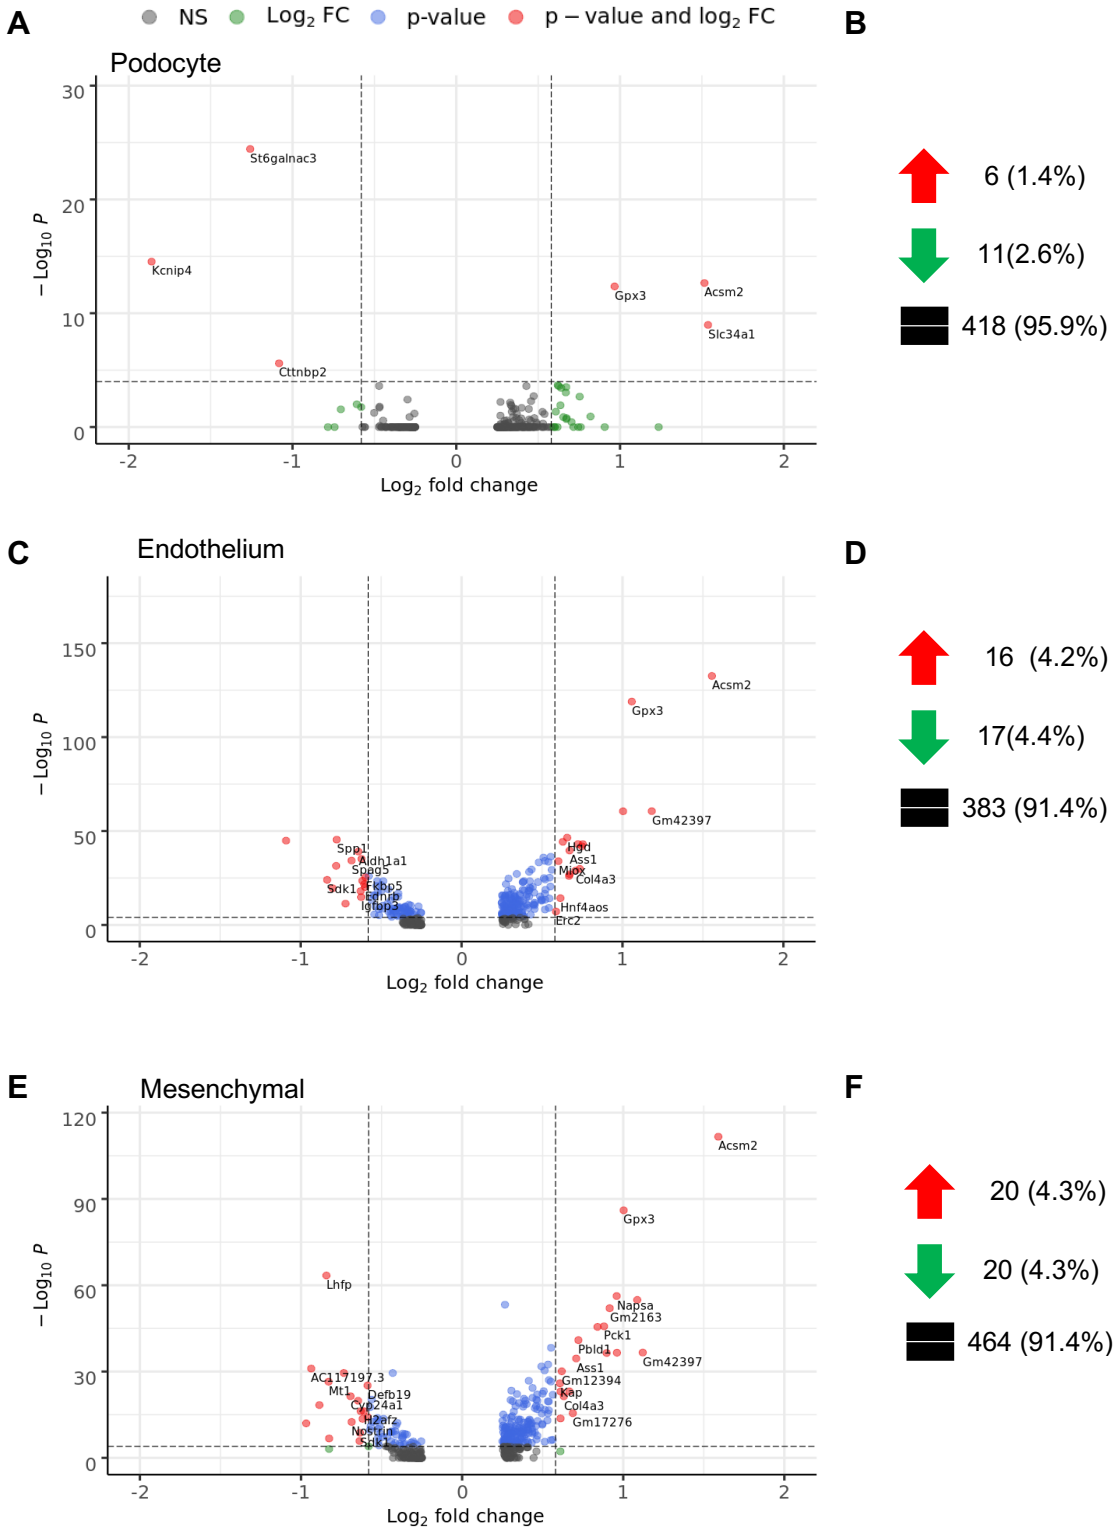 A
NS
Log2 FC
p-value
p − value and log2 FC
B
Podocyte
30
20
10
0
−Log10 P
St6galnac3
Kcnip4
Cttnbp2
Gpx3
Acsm2
Slc34a1
-2
-1
0
1
2
Log2 fold change
6 (1.4%)
11(2.6%)
418 (95.9%)
C
Endothelium
D
150
100
50
0
−Log10 P
Acsm2
Gpx3
Gm42397
Spp1
Aldh1a1
Spag5
Sdk1
Fkbp5
Ednrb
Igfbp3
Hgd
Ass1
Miox
Col4a3
Hnf4aos
Erc2
-2
-1
0
1
2
Log2 fold change
16 (4.2%)
17(4.4%)
383 (91.4%)
E
Mesenchymal
F
120
90
60
30
0
−Log10 P
Acsm2
Gpx3
Lhfp
Napsa
Gm2163
Pck1
Pbld1
Gm42397
Ass1
AC117197.3
Gm12394
Mt1
Defb19
Kap
Cyp24a1
Col4a3
H2afz
Gm17276
Nostrin
Sdk1
-2
-1
0
1
2
Log2 fold change
20 (4.3%)
20 (4.3%)
464 (91.4%)